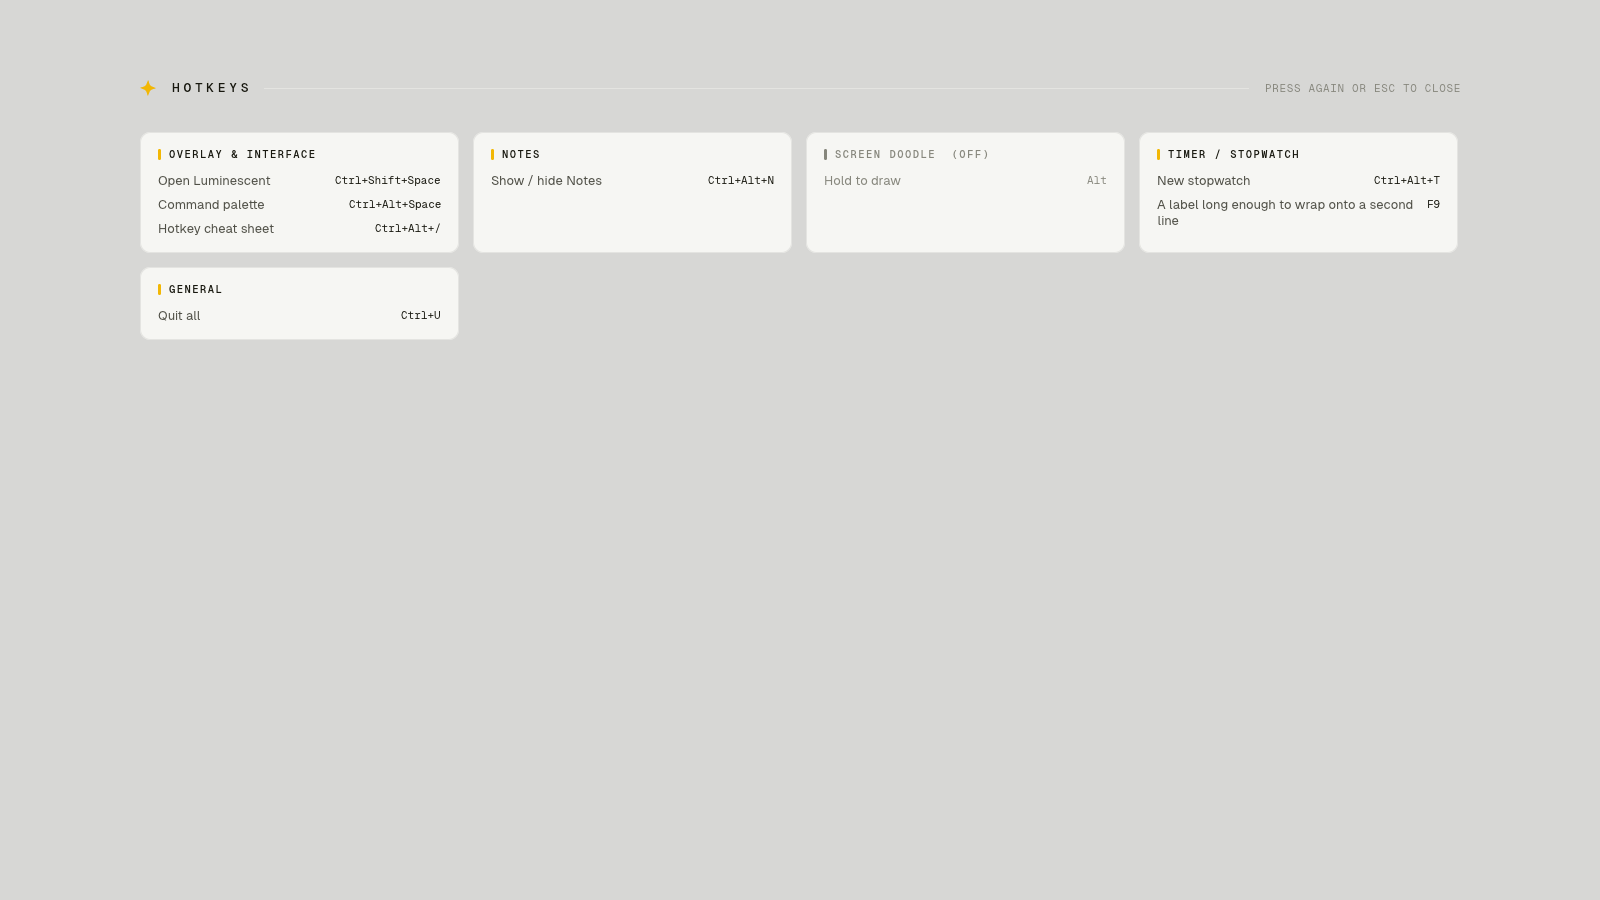 HOTKEYS
PRESS AGAIN OR ESC TO CLOSE
OVERLAY & INTERFACE
Open Luminescent Ctrl+Shift+Space
Command palette Ctrl+Alt+Space
Hotkey cheat sheet Ctrl+Alt+/
NOTES
Show / hide Notes Ctrl+Alt+N
SCREEN DOODLE (OFF)
Hold to draw Alt
TIMER / STOPWATCH
New stopwatch Ctrl+Alt+T
A label long enough to wrap onto a second F9
line
GENERAL
Quit all Ctrl+U